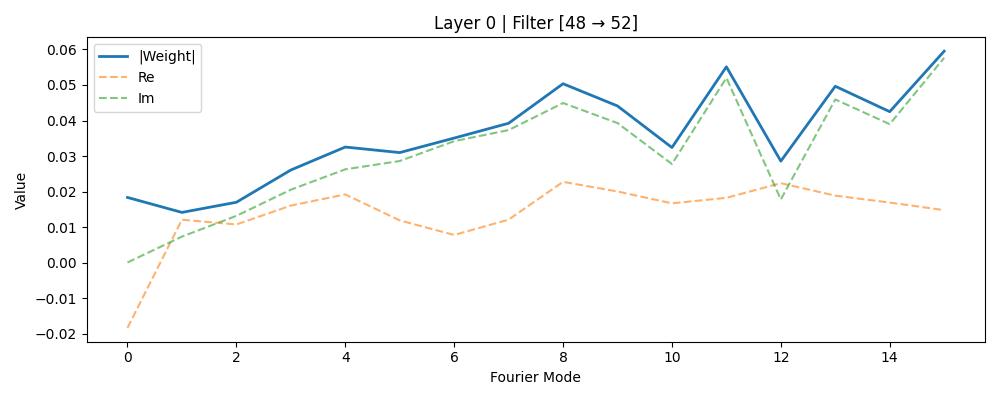 Layer 0 | Filter [48 → 52]
|Weight|
Re
Im
Value
0.06
0.05
0.04
0.03
0.02
0.01
0.00
−0.01
−0.02
0 2 4 6 8 10 12 14
Fourier Mode